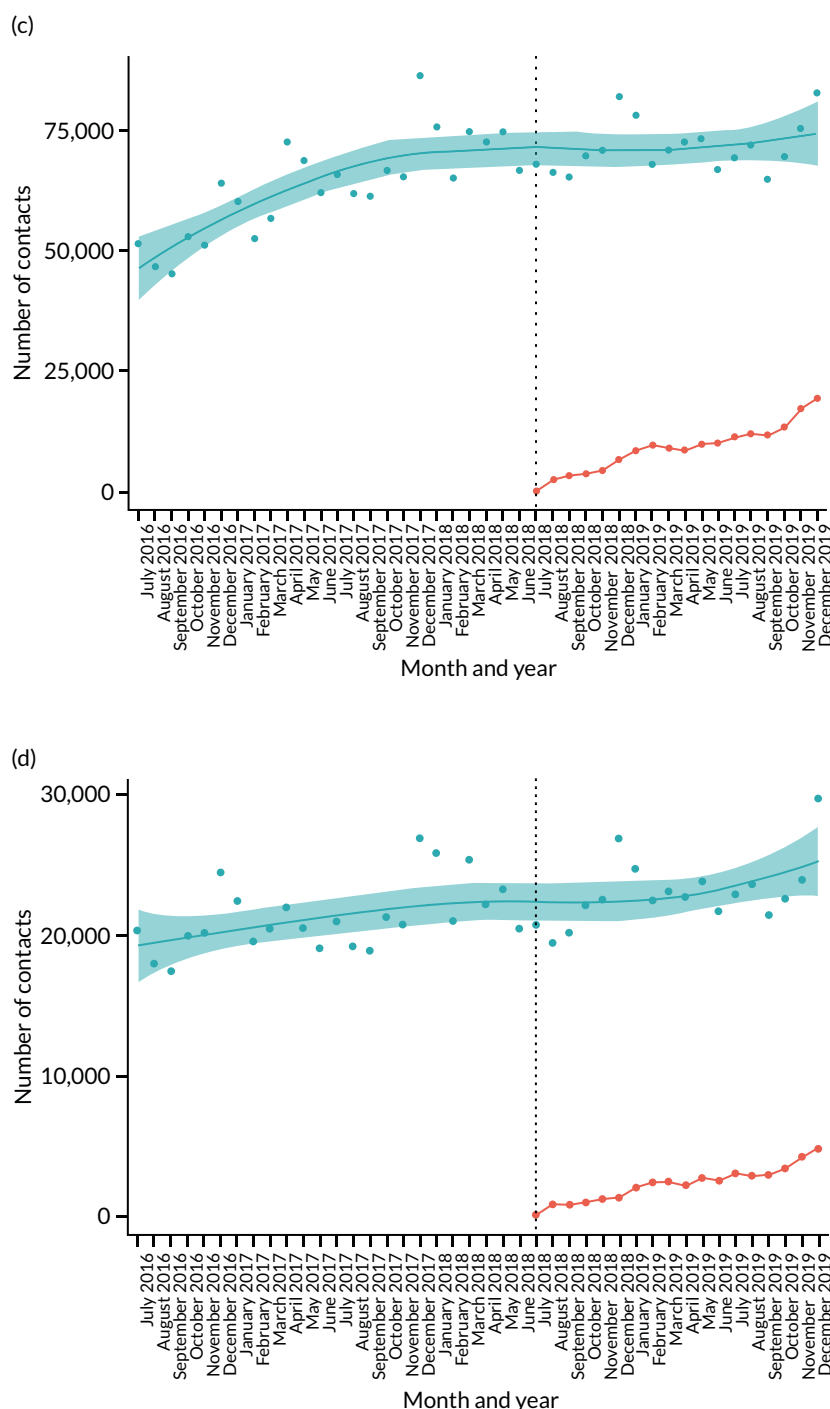 (c)
75,000
50,000
25,000
0
Number of contacts
July 2016
August 2016
September 2016
October 2016
November 2016
December 2016
January 2017
February 2017
March 2017
April 2017
May 2017
June 2017
July 2017
August 2017
September 2017
October 2017
November 2017
December 2017
January 2018
February 2018
March 2018
April 2018
May 2018
June 2018
July 2018
August 2018
September 2018
October 2018
November 2018
December 2018
January 2019
February 2019
March 2019
April 2019
May 2019
June 2019
July 2019
August 2019
September 2019
October 2019
November 2019
December 2019
Month and year
(d)
30,000
20,000
10,000
0
Number of contacts
July 2016
August 2016
September 2016
October 2016
November 2016
December 2016
January 2017
February 2017
March 2017
April 2017
May 2017
June 2017
July 2017
August 2017
September 2017
October 2017
November 2017
December 2017
January 2018
February 2018
March 2018
April 2018
May 2018
June 2018
July 2018
August 2018
September 2018
October 2018
November 2018
December 2018
January 2019
February 2019
March 2019
April 2019
May 2019
June 2019
July 2019
August 2019
September 2019
October 2019
November 2019
December 2019
Month and year